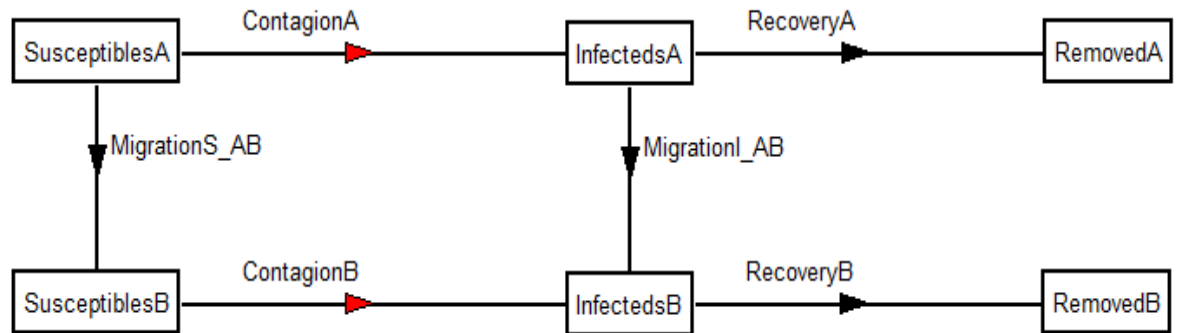 ContagionA
RecoveryA
SusceptiblesA
InfectedsA
RemovedA
MigrationS_AB
MigrationI_AB
ContagionB
RecoveryB
SusceptiblesB
InfectedsB
RemovedB